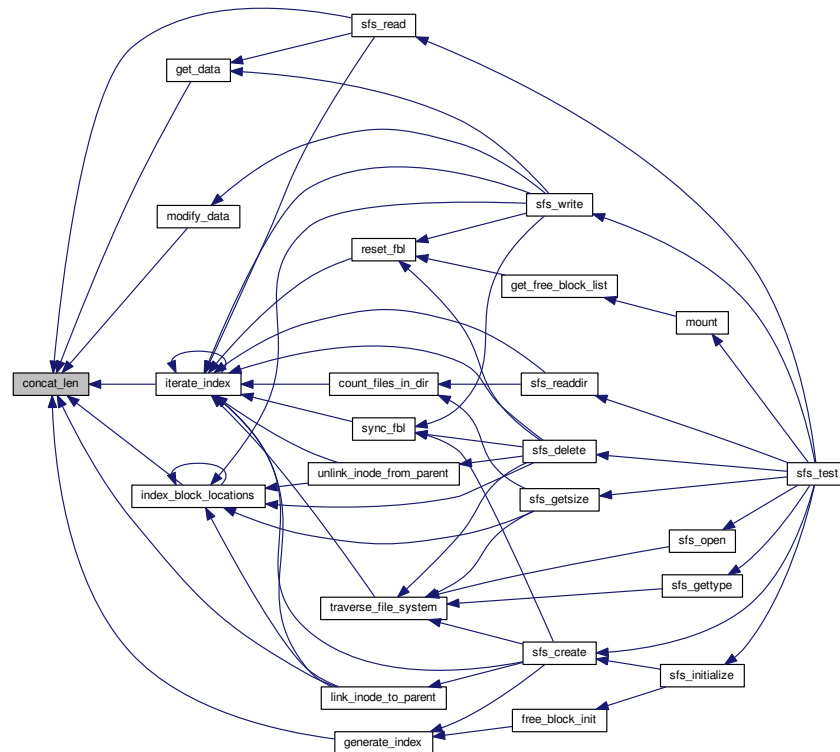 sfs_read
get_data
sfs_write
modify_data
reset_fbl
get_free_block_list
mount
concat_len
iterate_index
count_files_in_dir
sfs_readdir
sync_fbl
sfs_delete
unlink_inode_from_parent
sfs_test
index_block_locations
sfs_getsize
sfs_open
sfs_gettype
traverse_file_system
sfs_create
sfs_initialize
link_inode_to_parent
free_block_init
generate_index